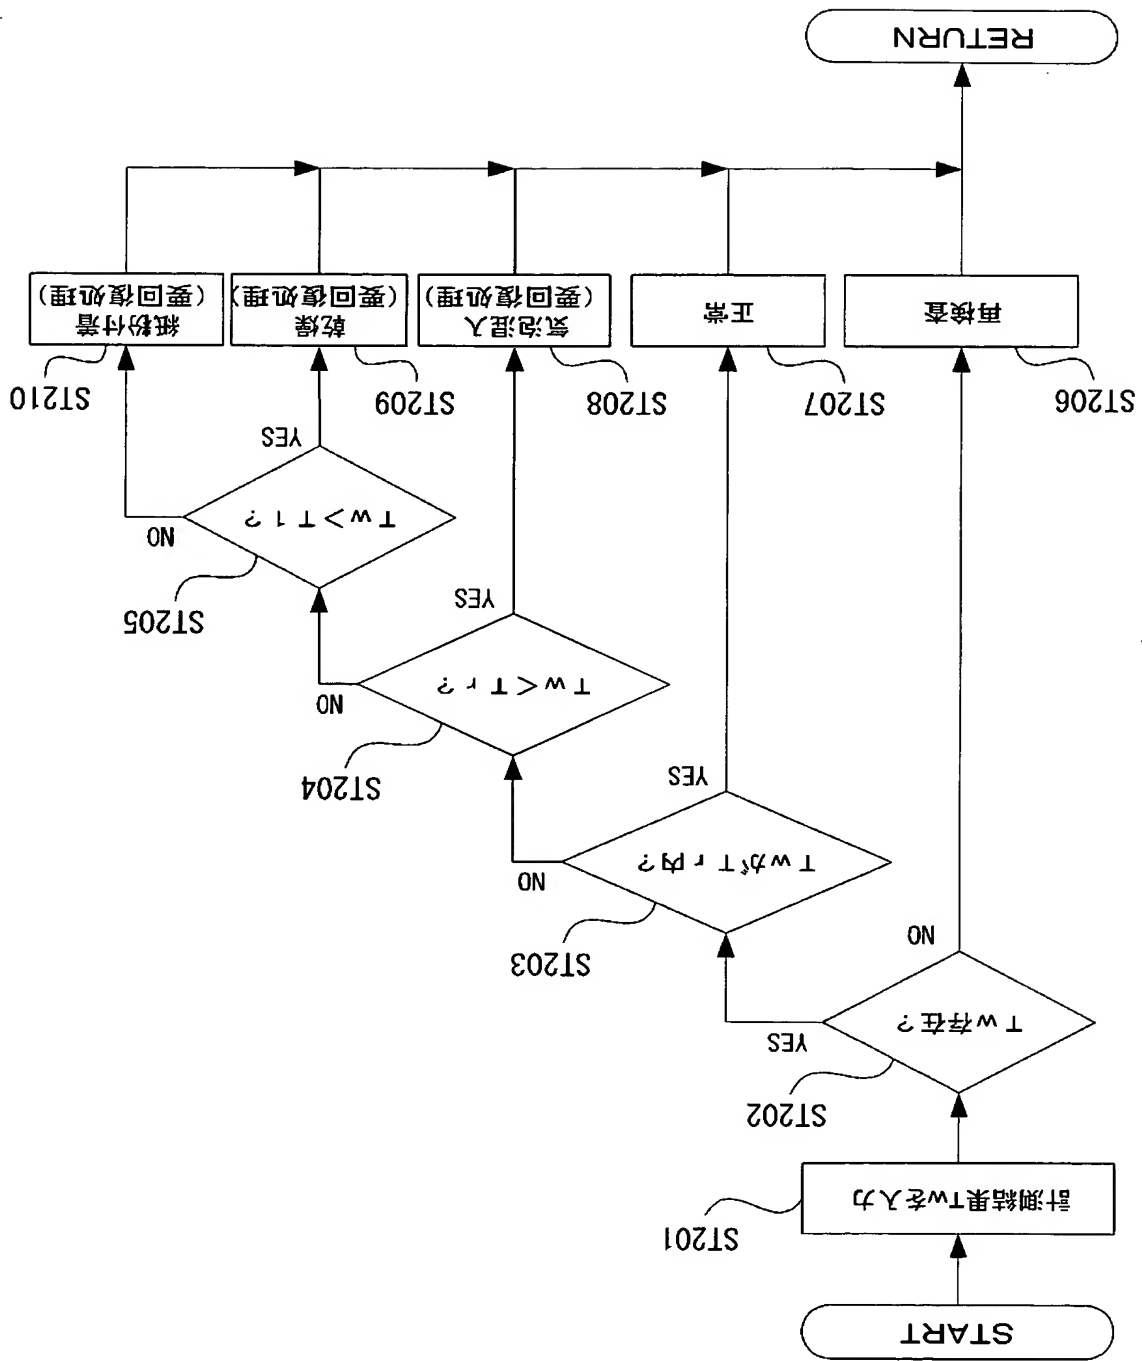 START
ST201
計測結果Twを入力
ST202
Tw存在?
YES
NO
ST203
TwがTr内?
NO
YES
ST204
Tw<Tr?
NO
YES
ST205
Tw>T1?
NO
YES
ST206
再検査
ST207
正常
ST208
気泡混入
(要回復処理)
ST209
乾燥
(要回復処理)
ST210
紙粉付着
(要回復処理)
RETURN